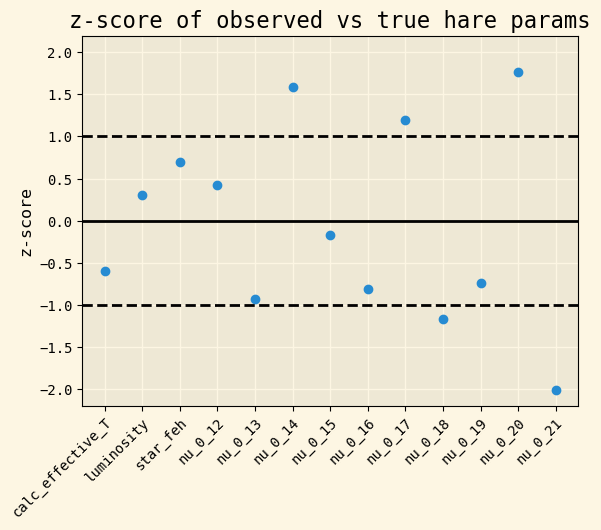 z-score of observed vs true hare params
z-score
2.0
1.5
1.0
0.5
0.0
−0.5
−1.0
−1.5
−2.0
calc_effective_T
luminosity
star_feh
nu_0_12
nu_0_13
nu_0_14
nu_0_15
nu_0_16
nu_0_17
nu_0_18
nu_0_19
nu_0_20
nu_0_21